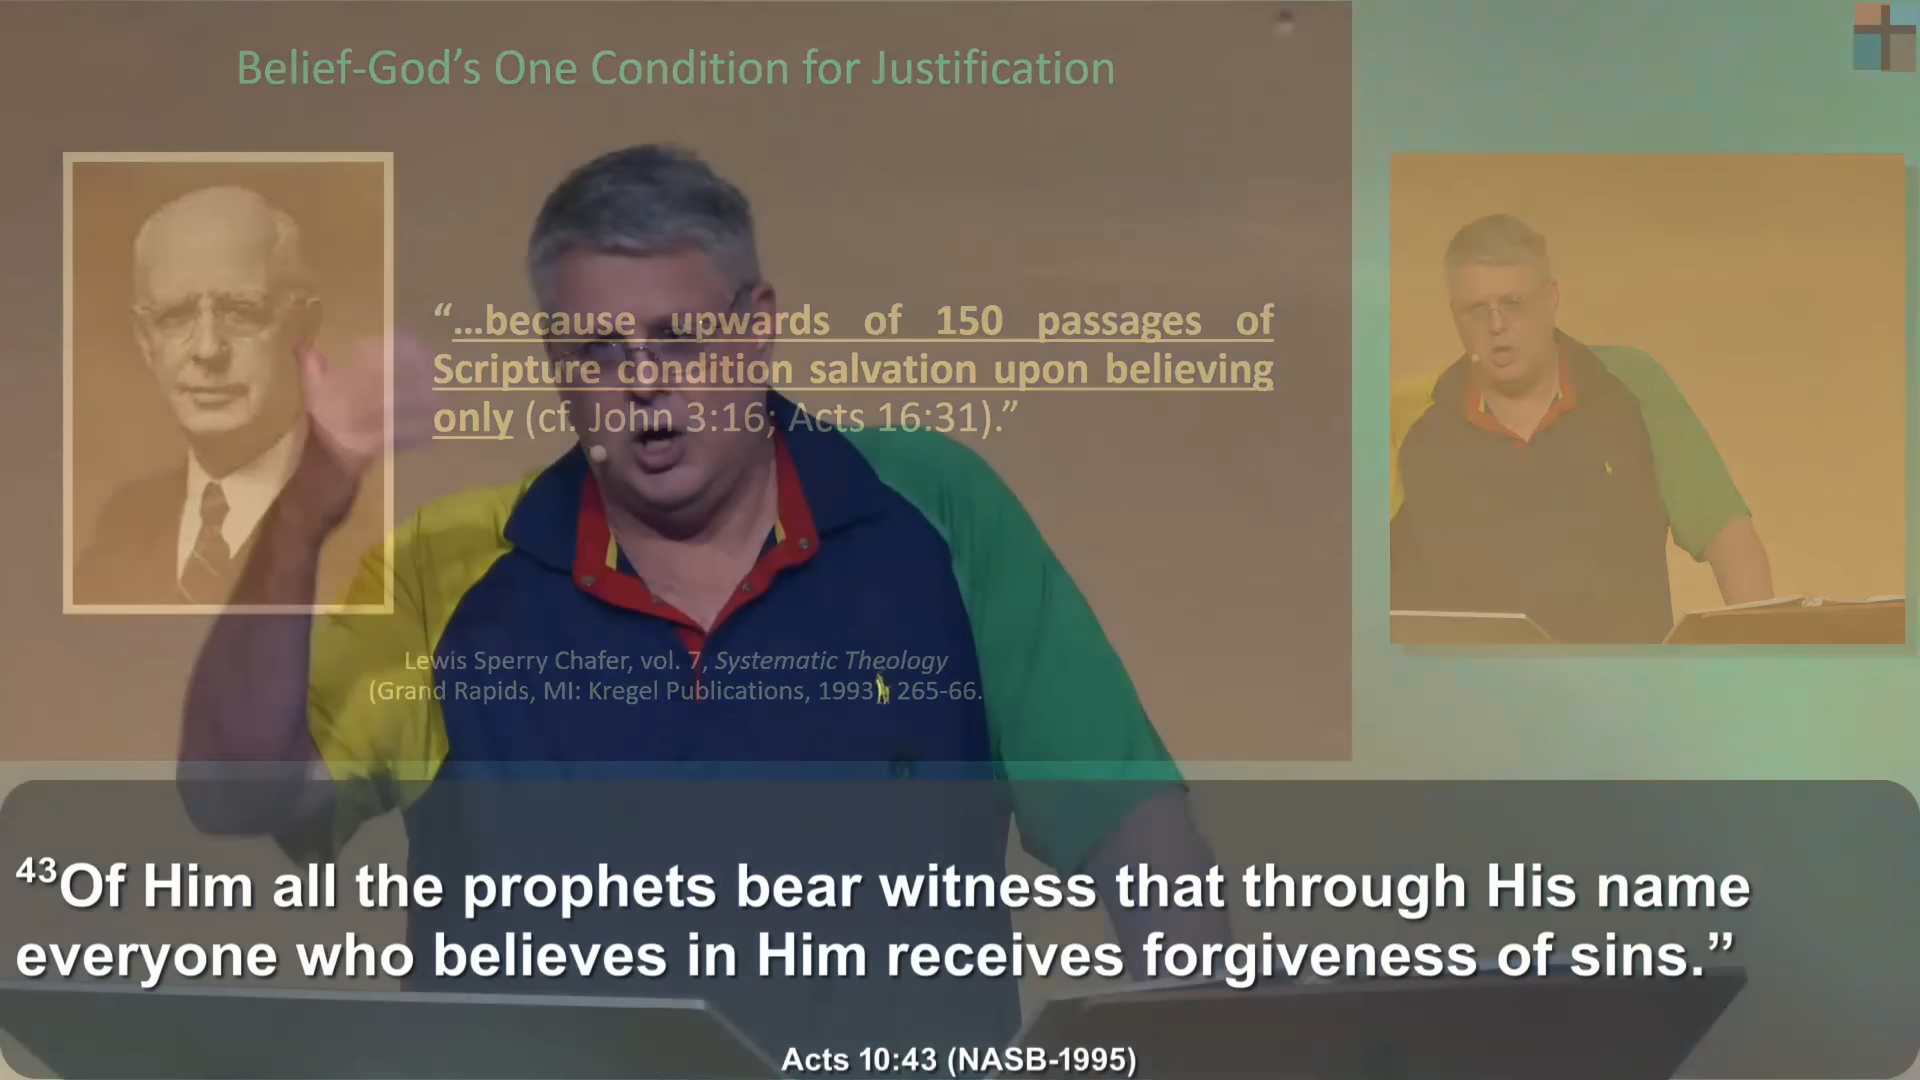 Belief-God’s One Condition for Justification
“…because upwards of 150 passages of
Scripture condition salvation upon believing
only (cf. John 3:16; Acts 16:31).”
Lewis Sperry Chafer, vol. 7, Systematic Theology
(Grand Rapids, MI: Kregel Publications, 1993), 265-66.
43Of Him all the prophets bear witness that through His name
everyone who believes in Him receives forgiveness of sins.”
Acts 10:43 (NASB-1995)